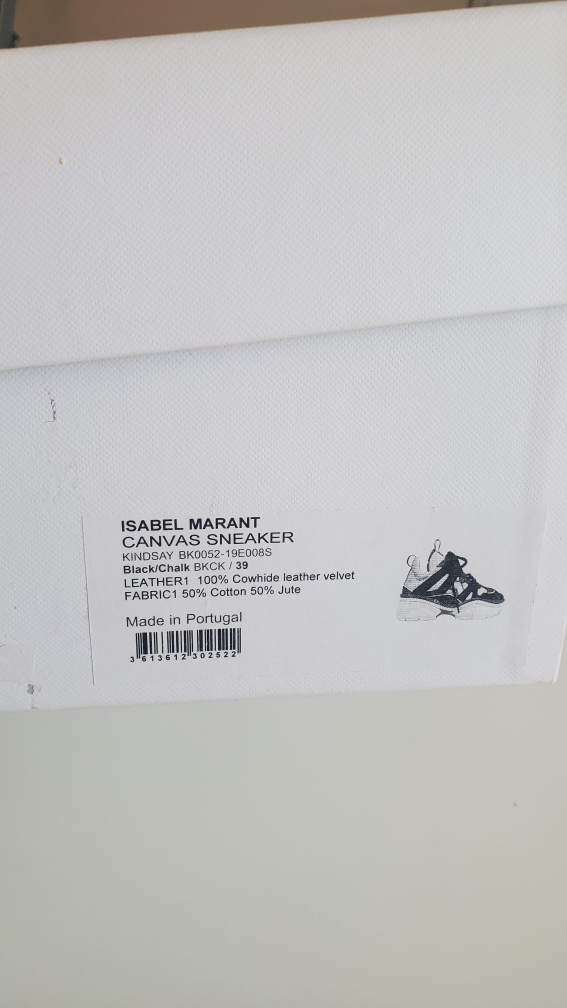 ISABEL MARANT
CANVAS SNEAKER
KINDSAY BK0052-19E008S
Black/Chalk BKCK / 39
LEATHER1 100% Cowhide leather velvet
FABRIC1 50% Cotton 50% Jute
Made in Portugal
3 613612 302522